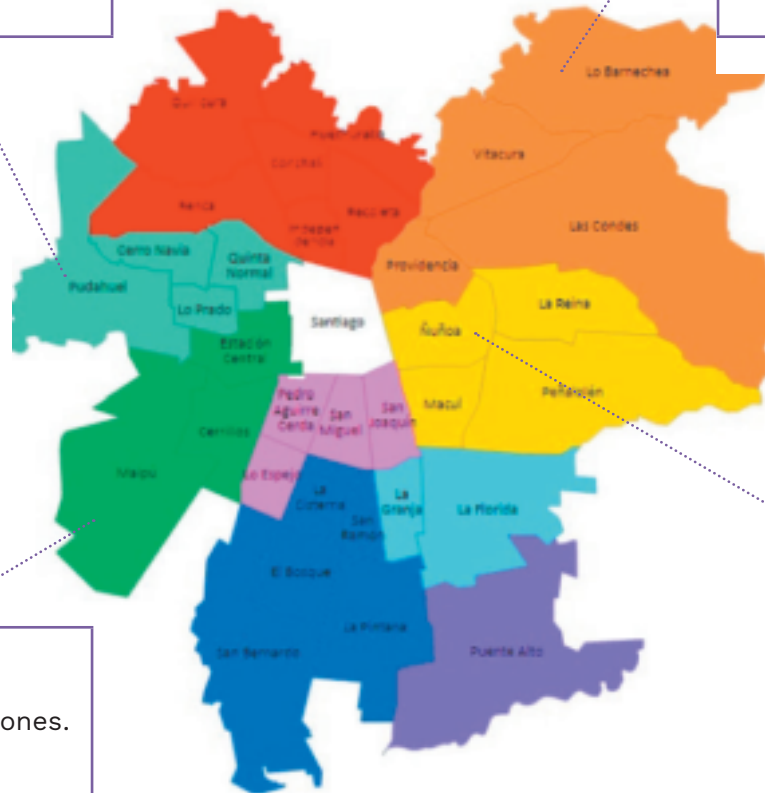 Lo Barnechea
Quilicura
Huechuraba
Conchalí
Vitacura
Renca
Recoleta
Las Condes
Indepen
dencia
Cerro Navia
Quinta
Normal
Providencia
Pudahuel
La Reina
Lo Prado
Santiago
Ñuñoa
Estación
Central
Peñalolén
Pedro
Aguirre
Cerda
San
Miguel
San
Joaquín
Macul
Cerrillos
Maipú
Lo Espejo
La
Cisterna
La
Granja
La Florida
San
Ramón
El Bosque
La Pintana
San Bernardo
Puente Alto
ones.